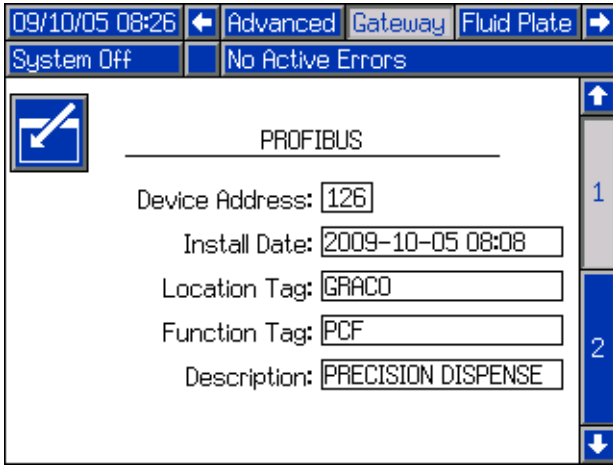 09/10/05 08:26 Advanced Gateway Fluid Plate
System Off No Active Errors
PROFIBUS
1
Device Address: 126
Install Date: 2009-10-05 08:08
Location Tag: GRACO
Function Tag: PCF
2
Description: PRECISION DISPENSE